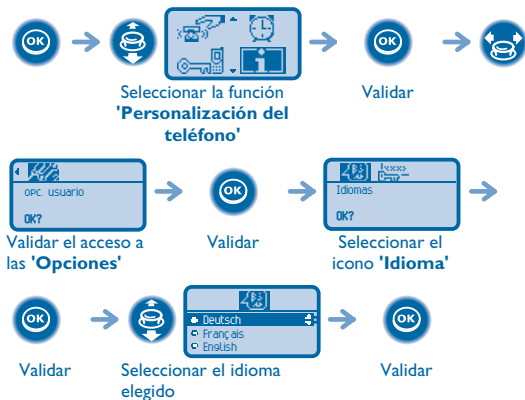 OK
OK
Seleccionar la función
'Personalización del
teléfono'
Validar
opc. usuario
OK?
OK
Idiomas
OK?
Validar el acceso a
las 'Opciones'
Validar
Seleccionar el
icono 'Idioma'
OK
Deutsch
Français
English
OK
Validar
Seleccionar el idioma
elegido
Validar